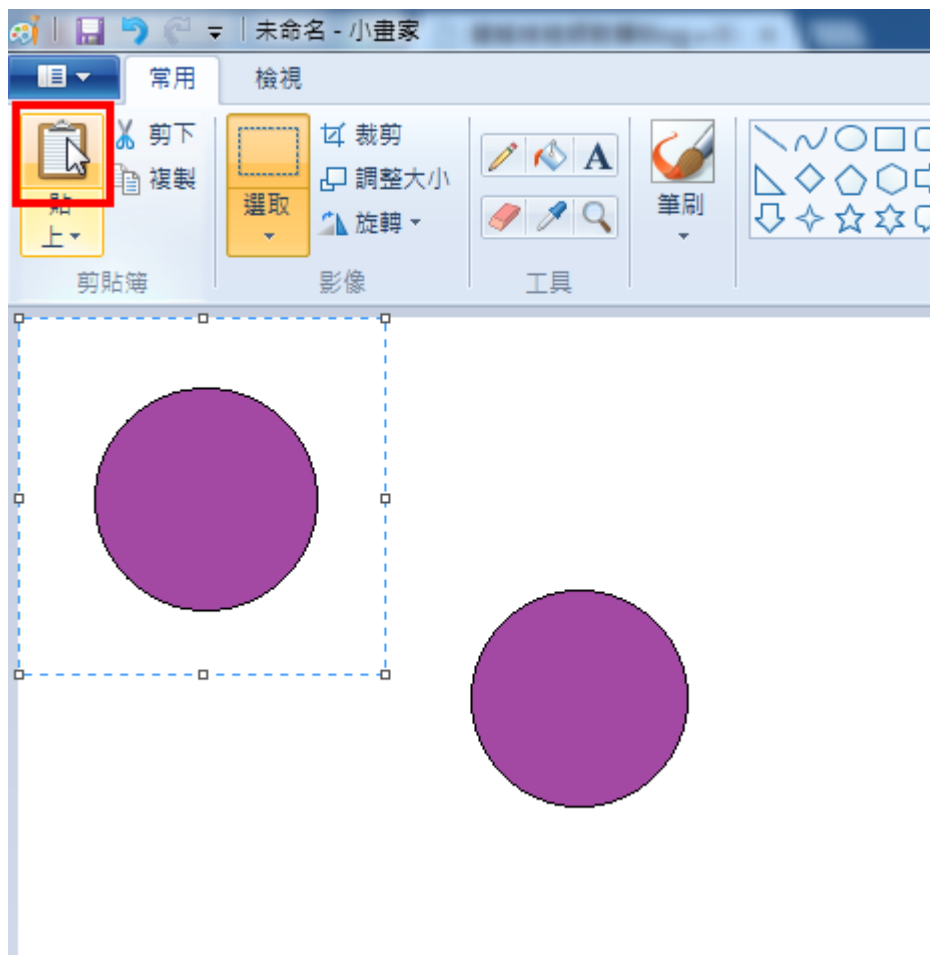 未命名 - 小畫家
常用 檢視
剪下
複製
貼上
選取
裁剪
調整大小
旋轉
A
筆刷
剪貼簿 影像 工具